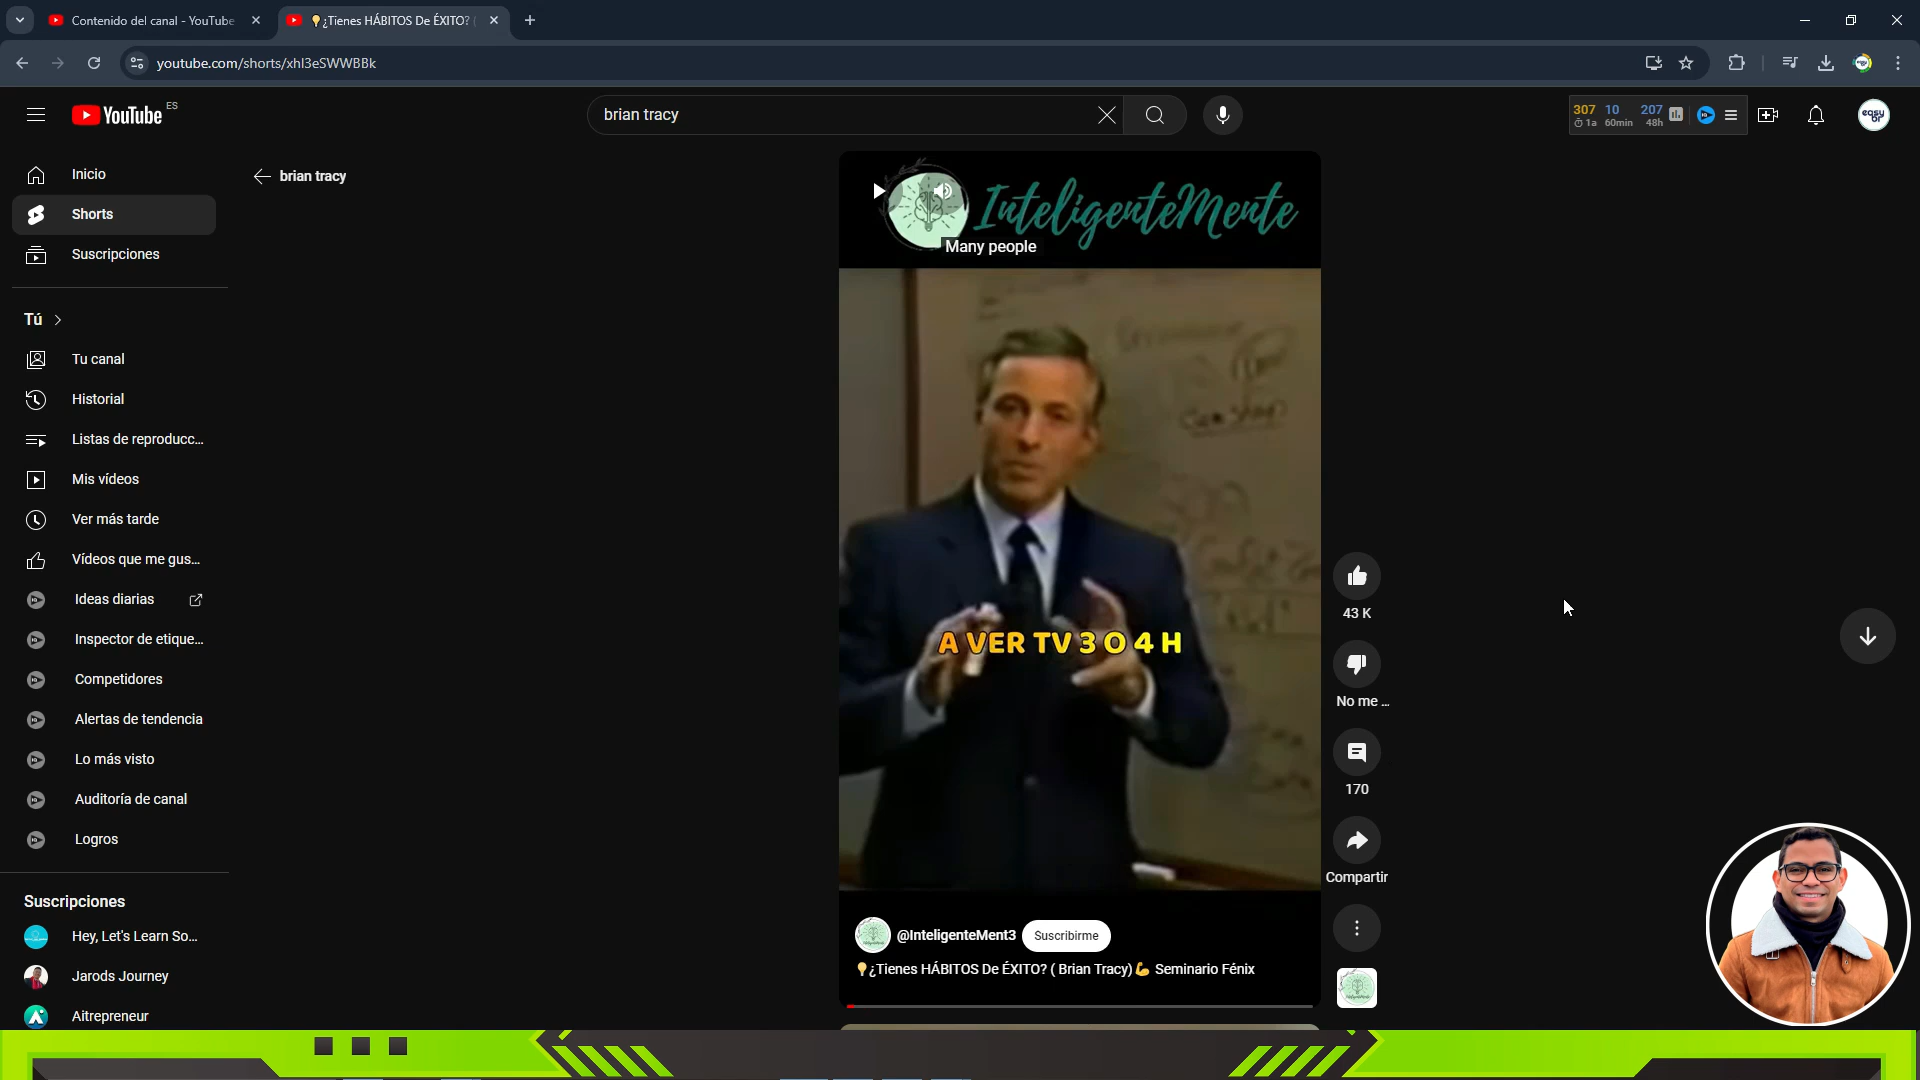 Contenido del canal - YouTube
¿Tienes HÁBITOS De ÉXITO? (
youtube.com/shorts/xhl3eSWWBBk
YouTube ES
brian tracy
307 10 207
1a 60min 48h
easy
or
Inicio
Shorts
Suscripciones
Tú
Tu canal
Historial
Listas de reproducc...
Mis vídeos
Ver más tarde
Vídeos que me gus...
Ideas diarias
Inspector de etique...
Competidores
Alertas de tendencia
Lo más visto
Auditoría de canal
Logros
Suscripciones
Hey, Let's Learn So...
Jarods Journey
Aitrepreneur
brian tracy
InteligenteMente
Many people
A VER TV 3 O 4 H
@InteligenteMent3
Suscribirme
¿Tienes HÁBITOS De ÉXITO? ( Brian Tracy) Seminario Fénix
43 K
No me ...
170
Compartir